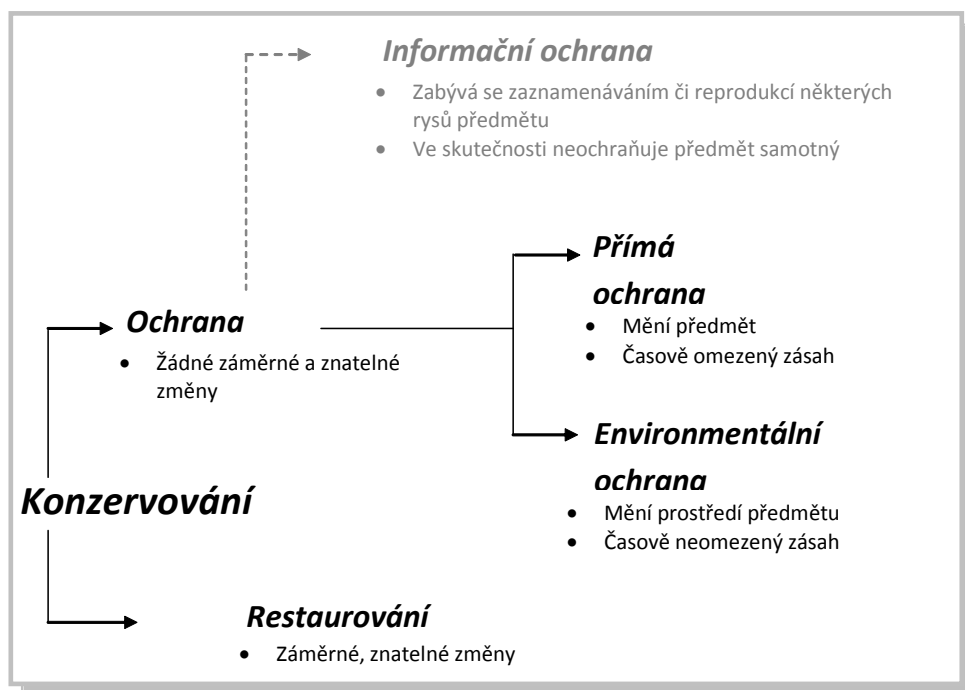 Informační ochrana
• Zabývá se zaznamenáváním či reprodukcí některých
rysů předmětu
• Ve skutečnosti neochraňuje předmět samotný
Přímá
ochrana
• Mění předmět
• Časově omezený zásah
Ochrana
• Žádné záměrné a znatelné
změny
Environmentální
ochrana
• Mění prostředí předmětu
• Časově neomezený zásah
Konzervování
Restaurování
• Záměrné, znatelné změny